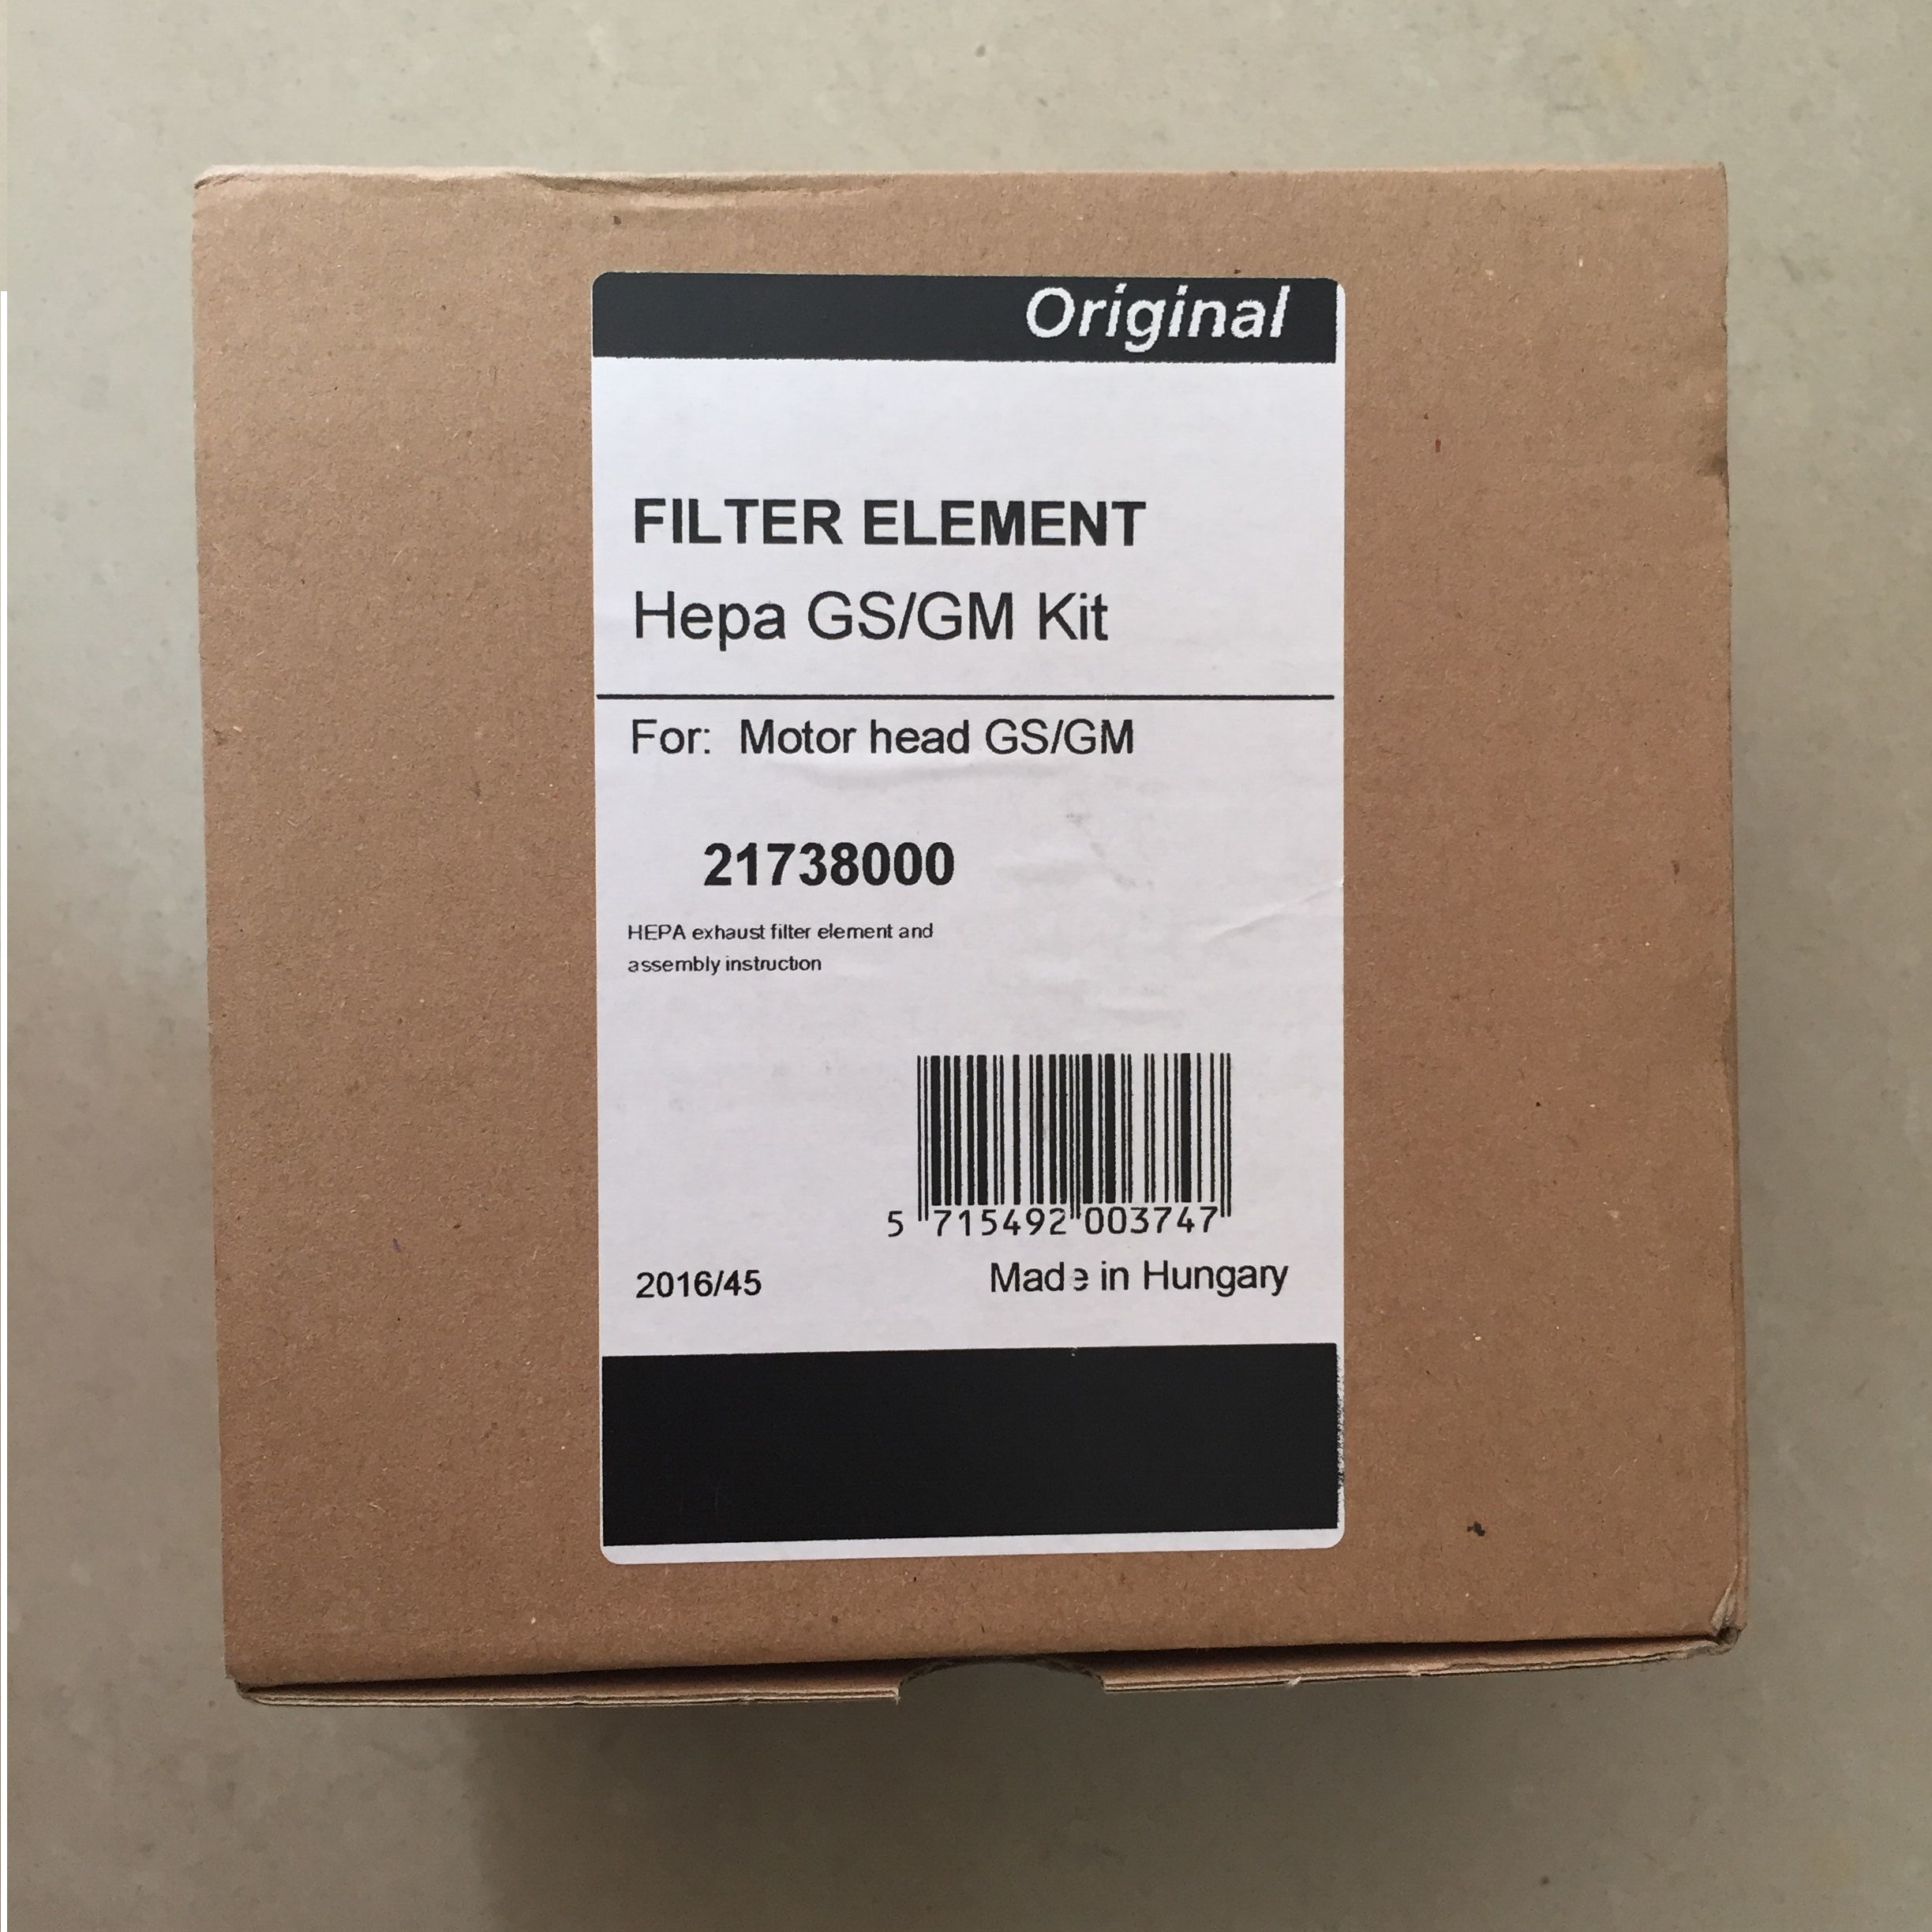 Original
FILTER ELEMENT
Hepa GS/GM Kit
For: Motor head GS/GM
21738000
HEPA exhaust filter element and
assembly instruction
5 715492 003747
2016/45 Made in Hungary